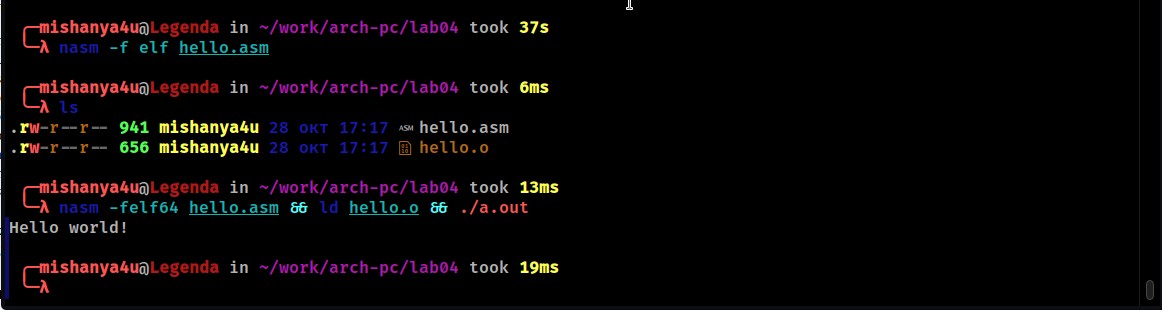 ╭─mishanya4u@Legenda in ~/work/arch-pc/lab04 took 37s
╰─λ nasm -f elf hello.asm
╭─mishanya4u@Legenda in ~/work/arch-pc/lab04 took 6ms
╰─λ ls
.rw-r--r-- 941 mishanya4u 28 окт 17:17 ASM hello.asm
.rw-r--r-- 656 mishanya4u 28 окт 17:17 hello.o
╭─mishanya4u@Legenda in ~/work/arch-pc/lab04 took 13ms
╰─λ nasm -felf64 hello.asm && ld hello.o && ./a.out
Hello world!
╭─mishanya4u@Legenda in ~/work/arch-pc/lab04 took 19ms
╰─λ